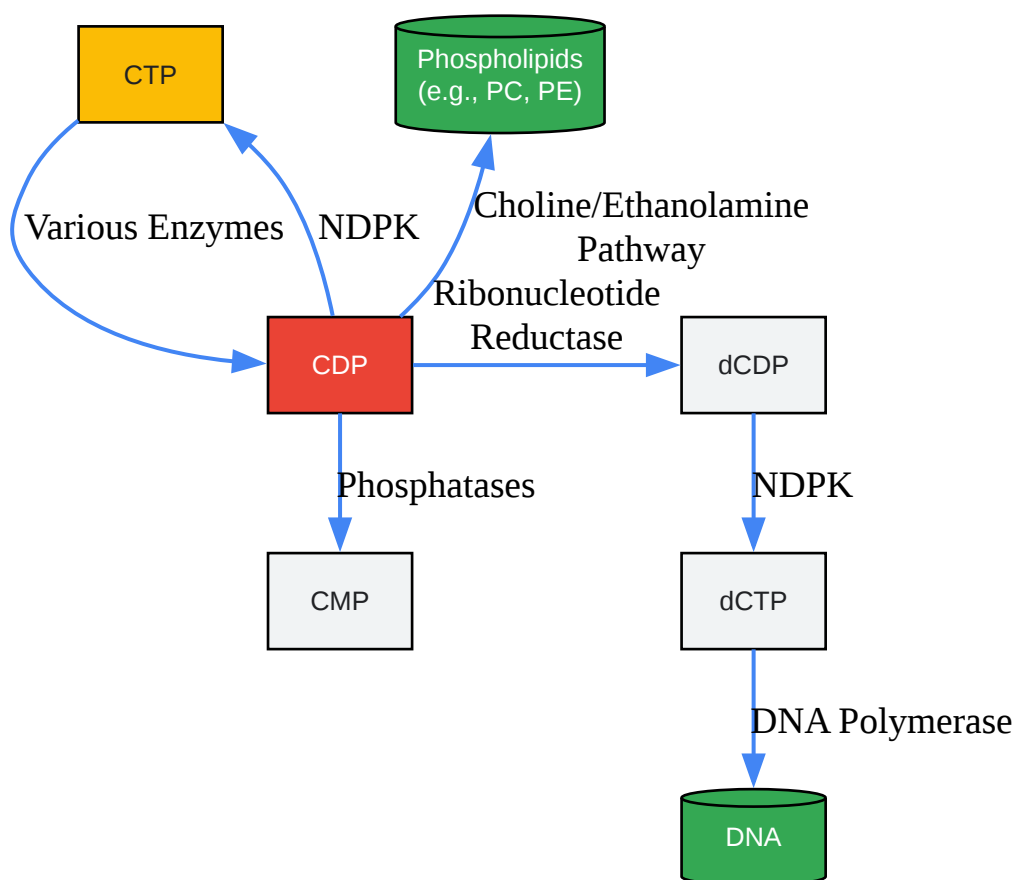 CTP
Phospholipids
(e.g., PC, PE)
Various Enzymes
NDPK
Choline/Ethanolamine
Pathway
Ribonucleotide
Reductase
CDP
dCDP
Phosphatases
NDPK
CMP
dCTP
DNA Polymerase
DNA